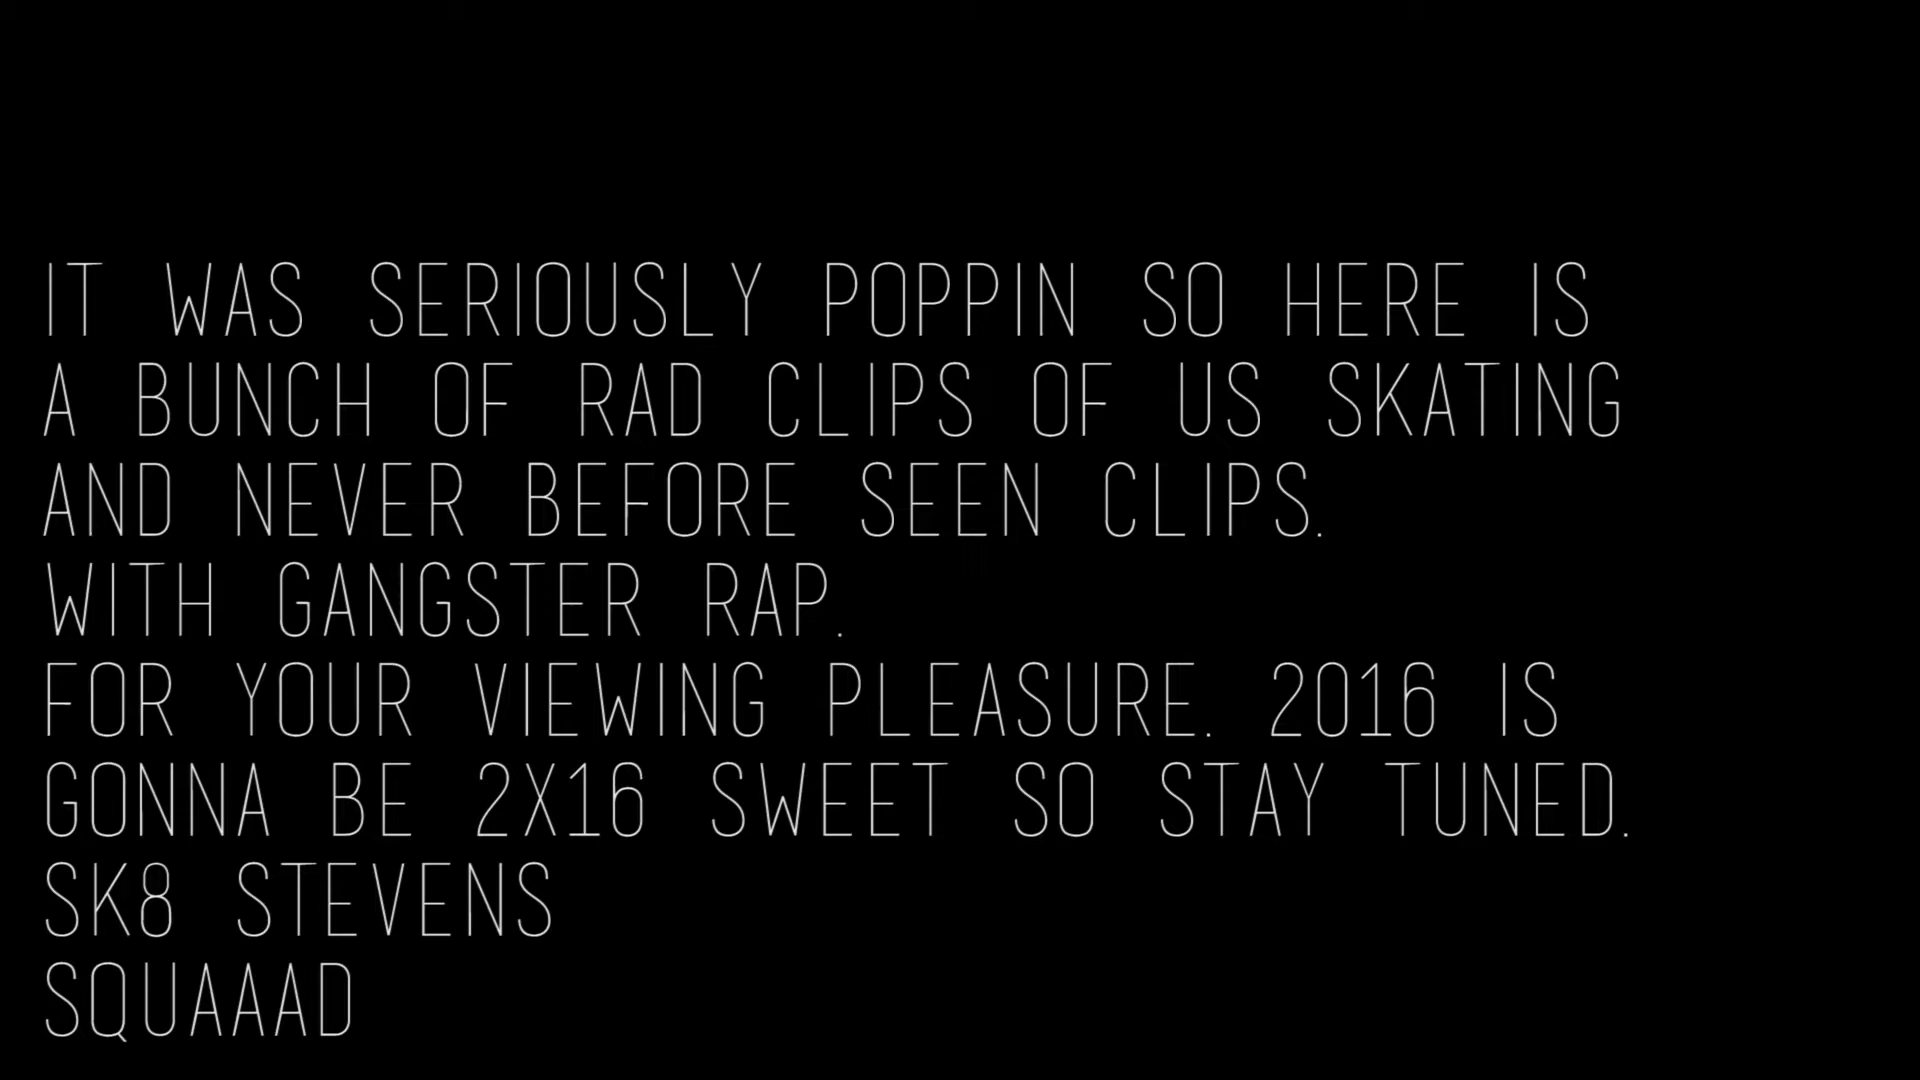 IT WAS SERIOUSLY POPPIN SO HERE IS
A BUNCH OF RAD CLIPS OF US SKATING
AND NEVER BEFORE SEEN CLIPS.
WITH GANGSTER RAP.
FOR YOUR VIEWING PLEASURE. 2016 IS
GONNA BE 2X16 SWEET SO STAY TUNED.
SK8 STEVENS
SQUAAAD